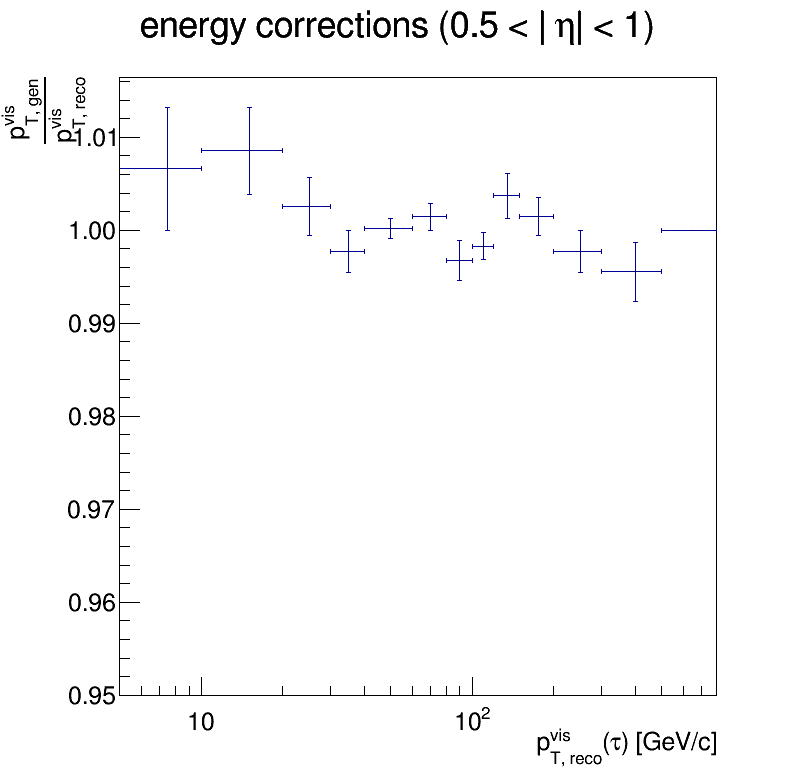 energy corrections (0.5 < | η| < 1)
p^vis_T, gen
p^vis_T, reco
1.01
1.00
0.99
0.98
0.97
0.96
0.95
10
10²
p^vis_T, reco(τ) [GeV/c]